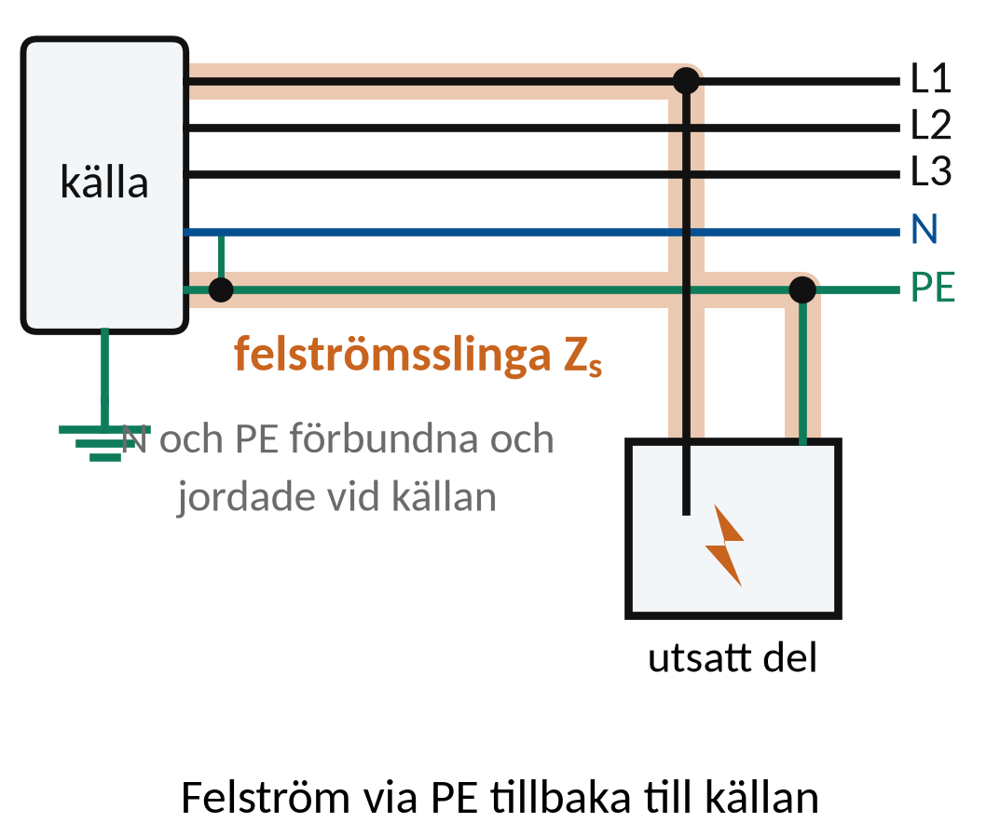 L1
L2
källa
L3
N
PE
felströmsslinga Zs
N och PE förbundna och
jordade vid källan
utsatt del
Felström via PE tillbaka till källan